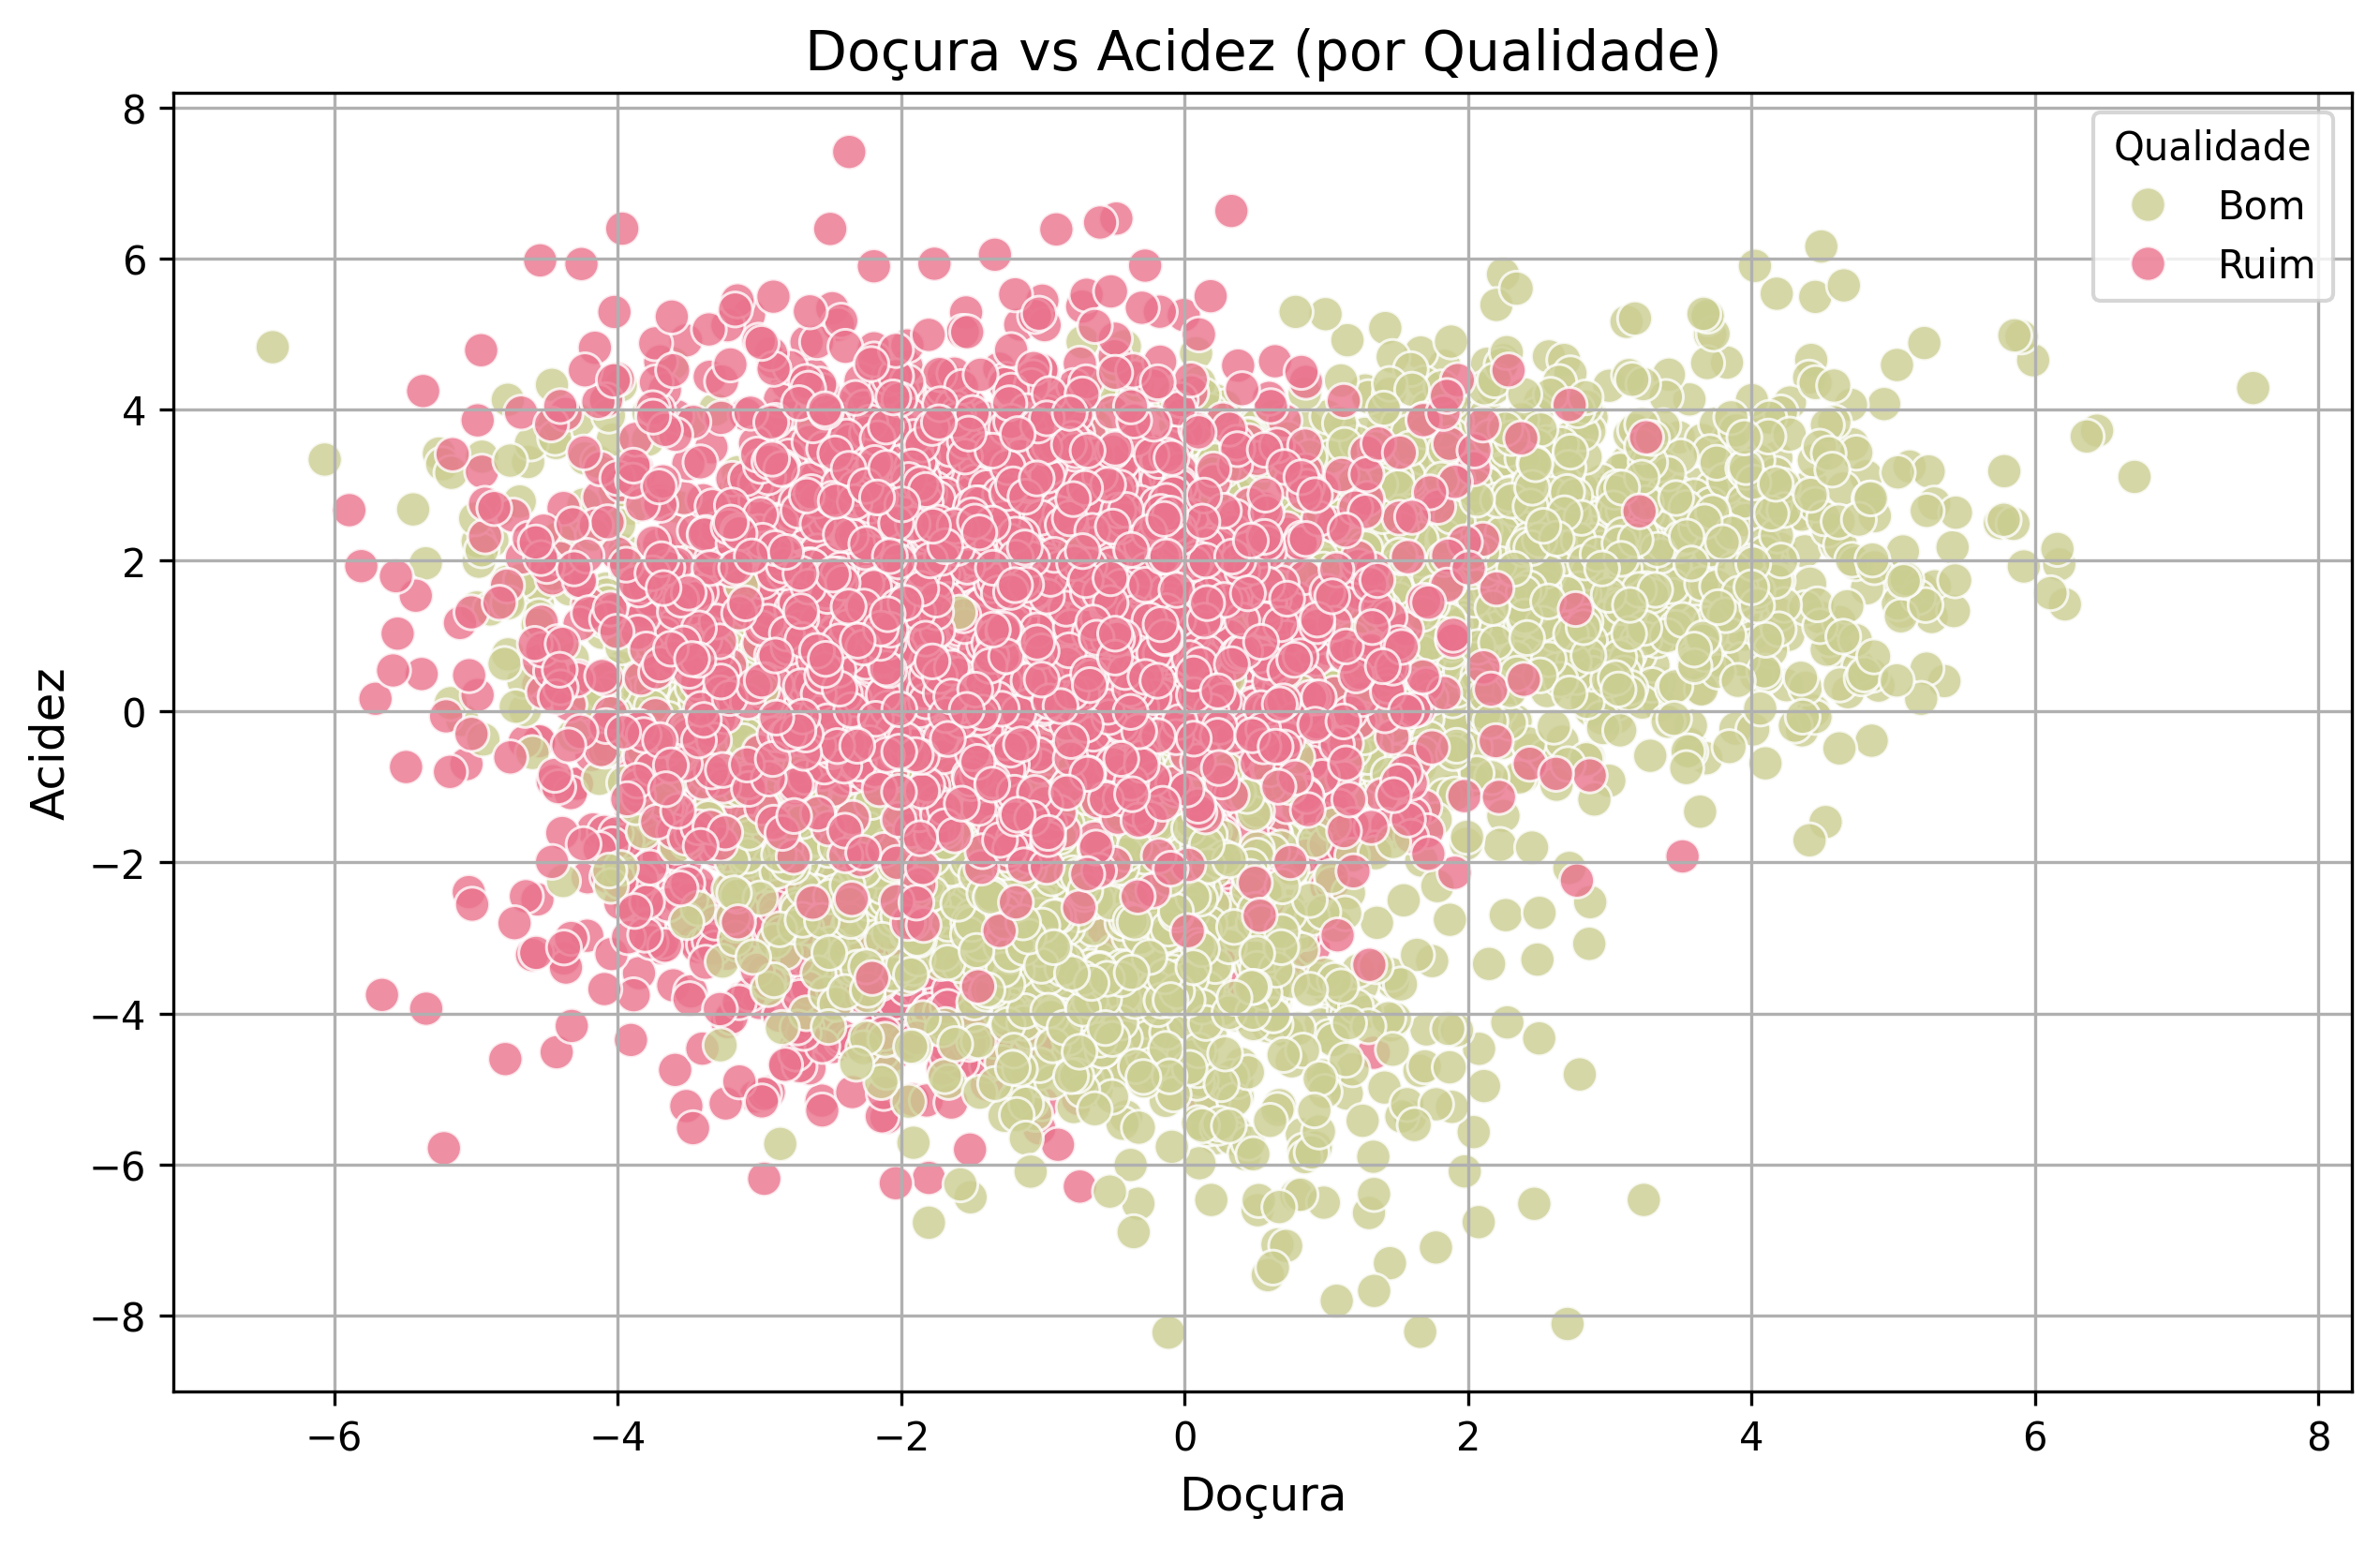 Doçura vs Acidez (por Qualidade)
Qualidade
Bom
Ruim
Acidez
8
6
4
2
0
−2
−4
−6
−8
−6 −4 −2 0 2 4 6 8
Doçura